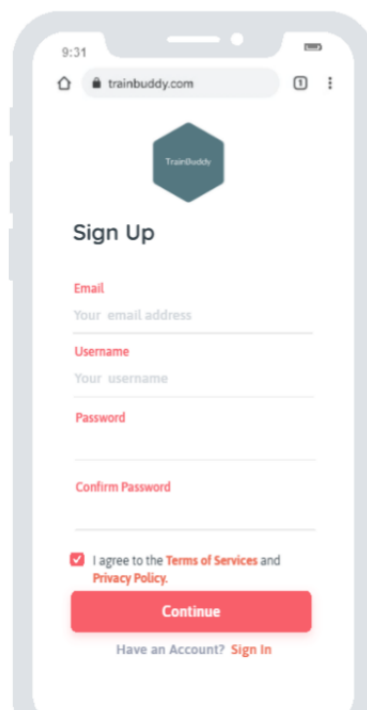 9:31
trainbuddy.com
1
TrainBuddy
Sign Up
Email
Your email address
Username
Your username
Password
Confirm Password
I agree to the Terms of Services and
Privacy Policy.
Continue
Have an Account? Sign In